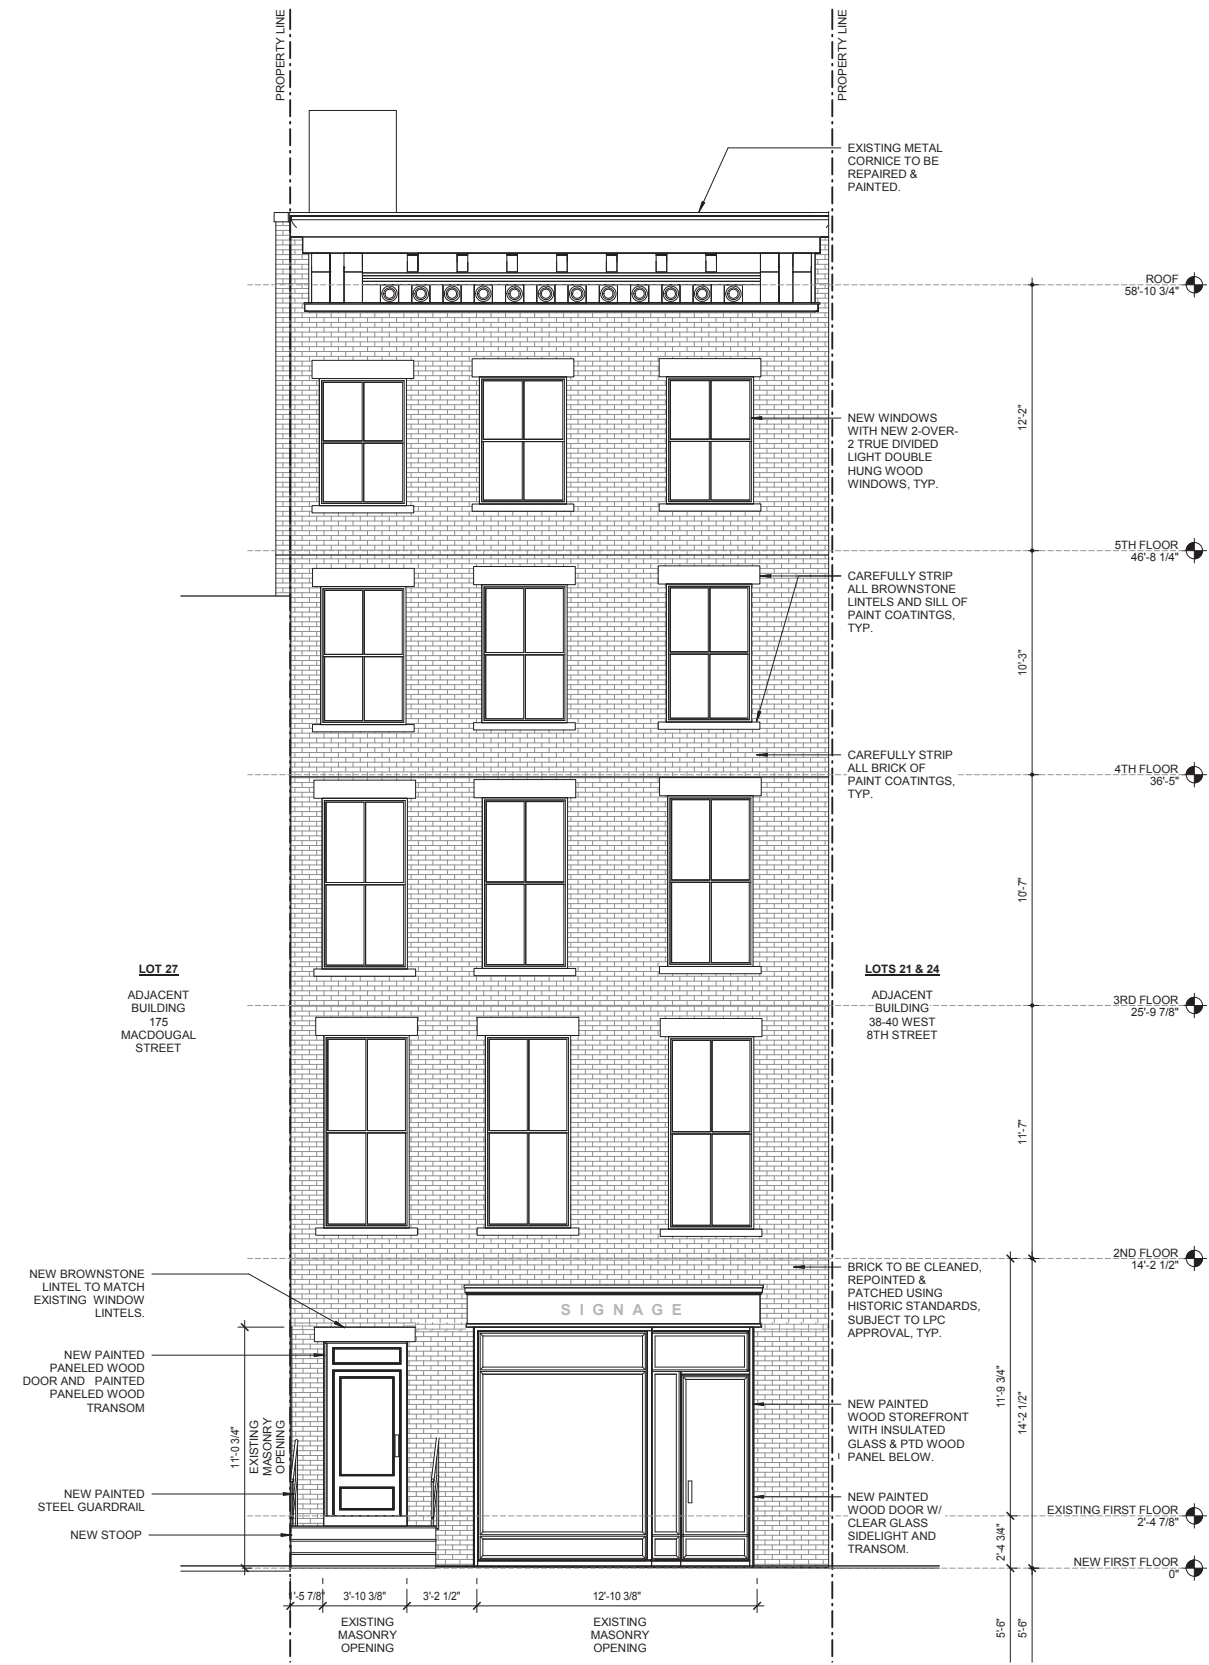 PROPERTY LINE
PROPERTY LINE
EXISTING METAL
CORNICE TO BE
REPAIRED &
PAINTED.
ROOF
58'-10 3/4"
12'-2"
NEW WINDOWS
WITH NEW 2-OVER-
2 TRUE DIVIDED
LIGHT DOUBLE
HUNG WOOD
WINDOWS, TYP.
5TH FLOOR
46'-8 1/4"
CAREFULLY STRIP
ALL BROWNSTONE
LINTELS AND SILL OF
PAINT COATINTGS,
TYP.
10'-3"
CAREFULLY STRIP
ALL BRICK OF
PAINT COATINTGS,
TYP.
4TH FLOOR
36'-5"
10'-7"
LOT 27
ADJACENT
BUILDING
175
MACDOUGAL
STREET
LOTS 21 & 24
ADJACENT
BUILDING
38-40 WEST
8TH STREET
3RD FLOOR
25'-9 7/8"
11'-7"
2ND FLOOR
14'-2 1/2"
NEW BROWNSTONE
LINTEL TO MATCH
EXISTING WINDOW
LINTELS.
SIGNAGE
BRICK TO BE CLEANED,
REPOINTED &
PATCHED USING
HISTORIC STANDARDS,
SUBJECT TO LPC
APPROVAL, TYP.
NEW PAINTED
PANELED WOOD
DOOR AND PAINTED
PANELED WOOD
TRANSOM
11'-0 3/4"
EXISTING
MASONRY
OPENING
11'-9 3/4"
14'-2 1/2"
NEW PAINTED
WOOD STOREFRONT
WITH INSULATED
GLASS & PTD WOOD
PANEL BELOW.
NEW PAINTED
STEEL GUARDRAIL
NEW STOOP
NEW PAINTED
WOOD DOOR W/
CLEAR GLASS
SIDELIGHT AND
TRANSOM.
EXISTING FIRST FLOOR
2'-4 7/8"
2'-4 3/4"
NEW FIRST FLOOR
0"
1'-5 7/8"
3'-10 3/8"
3'-2 1/2"
12'-10 3/8"
EXISTING
MASONRY
OPENING
EXISTING
MASONRY
OPENING
5'-6"
5'-6"